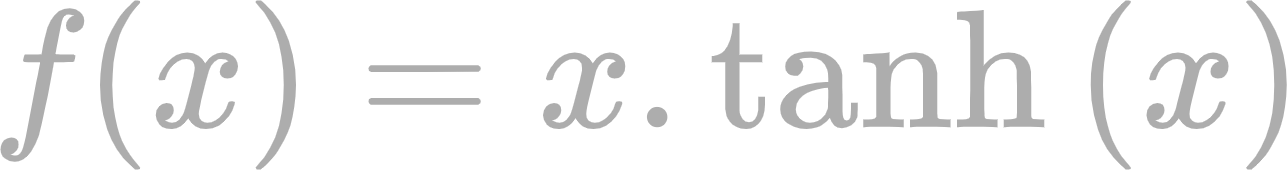 f(x) = x. tanh (x)